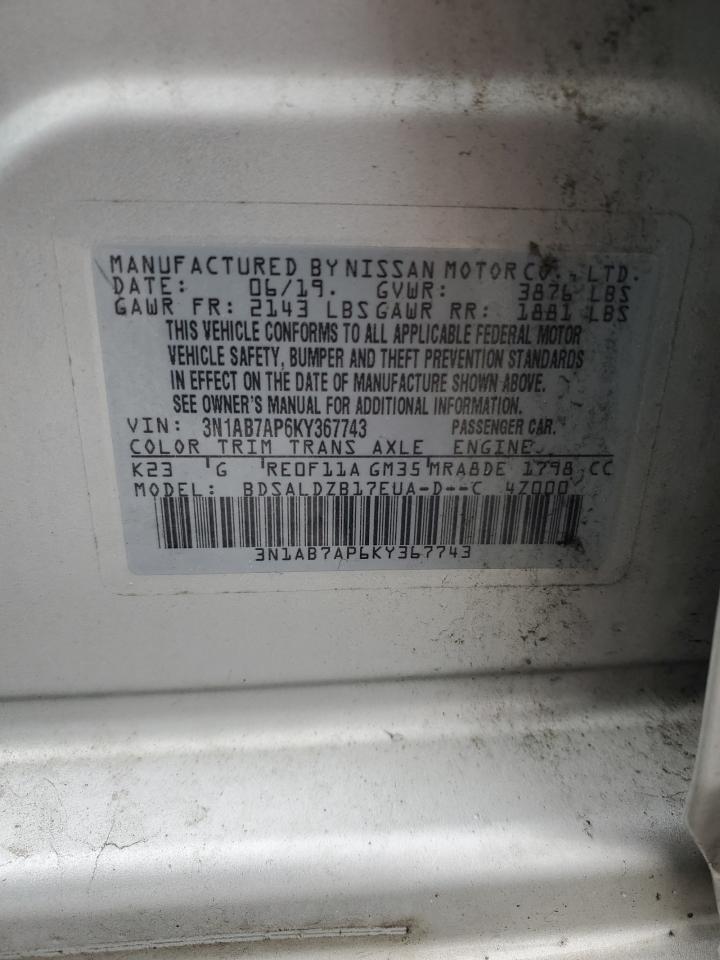 MANUFACTURED BY NISSAN MOTOR CO., LTD.
DATE: 06/19. GVWR: 3876 LBS
GAWR FR: 2143 LBS GAWR RR: 1881 LBS
THIS VEHICLE CONFORMS TO ALL APPLICABLE FEDERAL MOTOR
VEHICLE SAFETY, BUMPER AND THEFT PREVENTION STANDARDS
IN EFFECT ON THE DATE OF MANUFACTURE SHOWN ABOVE.
SEE OWNER'S MANUAL FOR ADDITIONAL INFORMATION.
VIN: 3N1AB7AP6KY367743 PASSENGER CAR.
COLOR TRIM TRANS AXLE ENGINE
K23 'G RE0F11A GM35 'MRA8DE 1798 CC
MODEL: BDSALDZB17EUA-D--C 4Z000
3N1AB7AP6KY367743